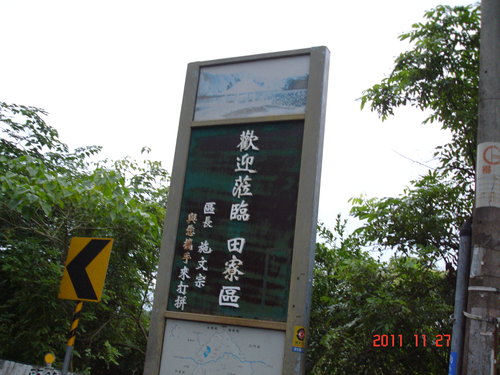 歡迎蒞臨 田寮區
區長 施文宗
與您攜手來打拼
2011.11.27